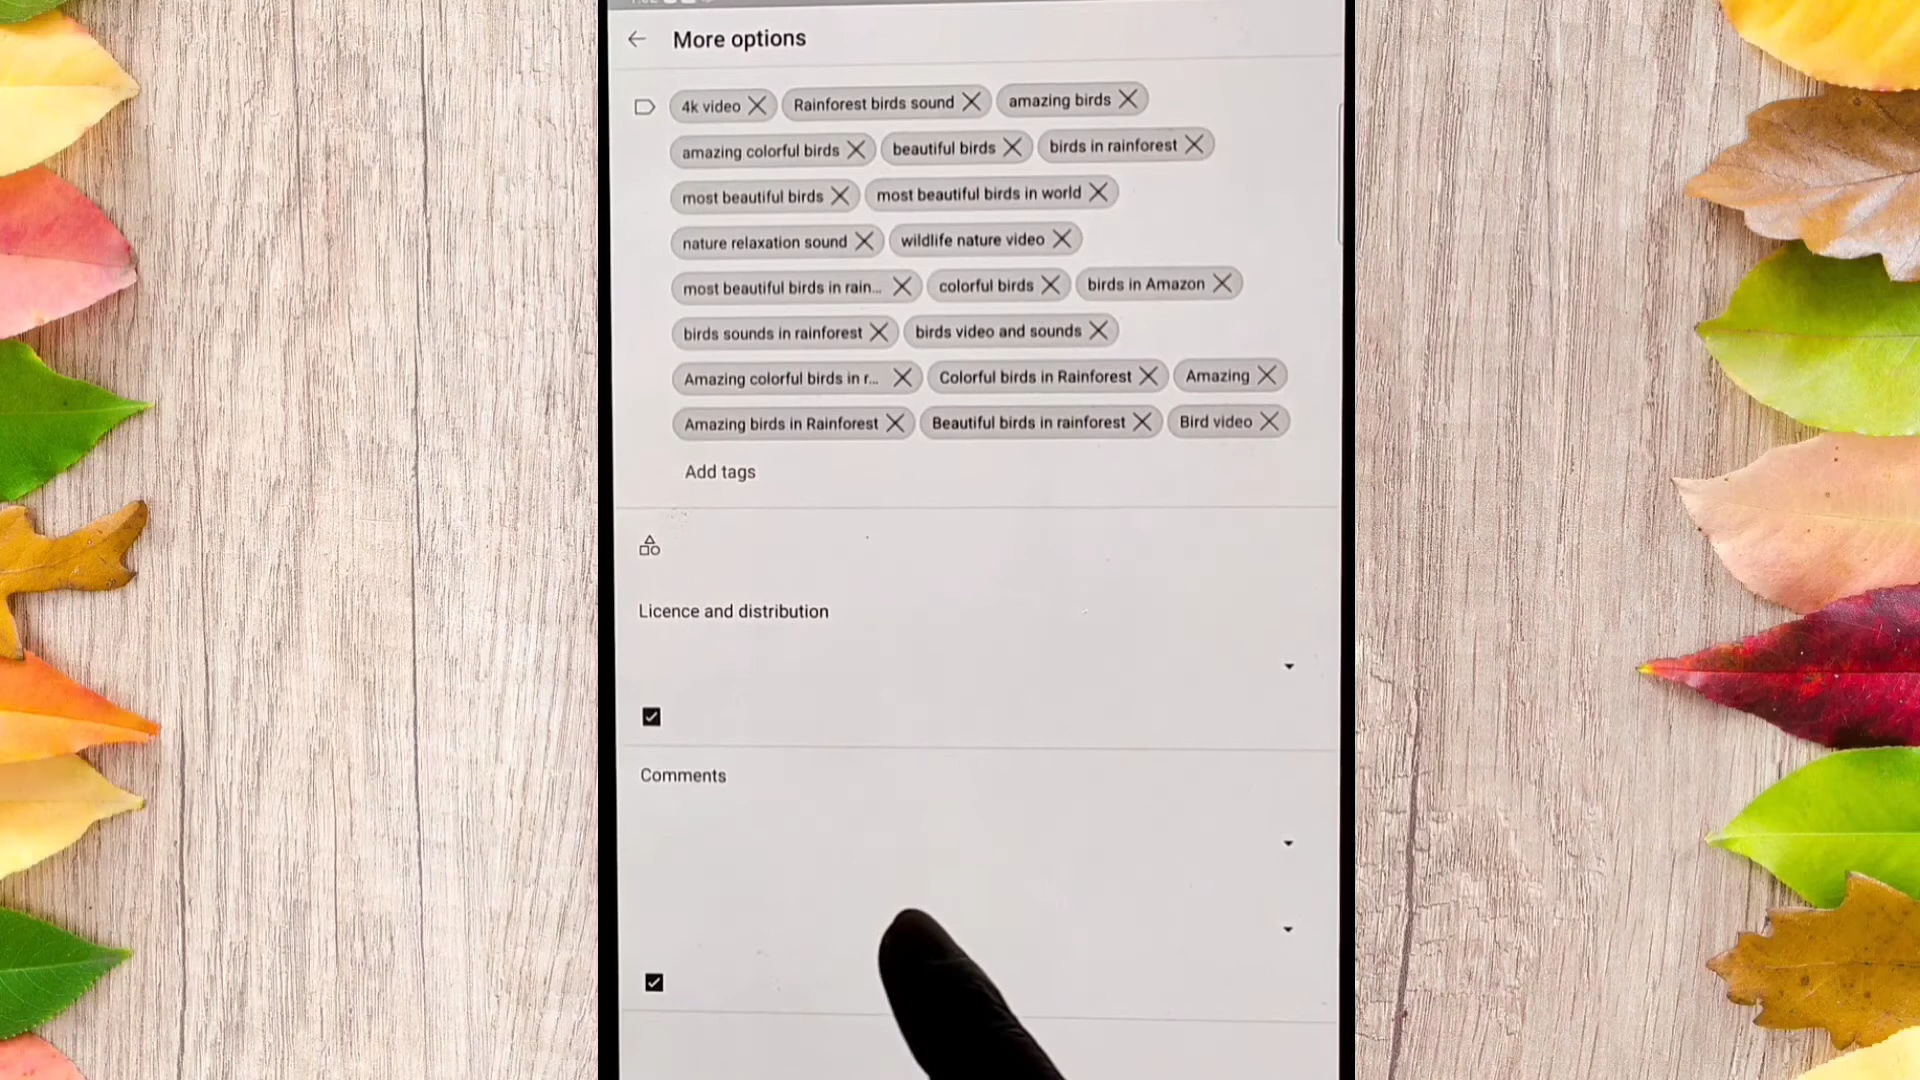 More options
4k video Rainforest birds sound amazing birds
amazing colorful birds beautiful birds birds in rainforest
most beautiful birds most beautiful birds in world
nature relaxation sound wildlife nature video
most beautiful birds in rain... colorful birds birds in Amazon
birds sounds in rainforest birds video and sounds
Amazing colorful birds in r... Colorful birds in Rainforest Amazing
Amazing birds in Rainforest Beautiful birds in rainforest Bird video
Add tags
Licence and distribution
Comments